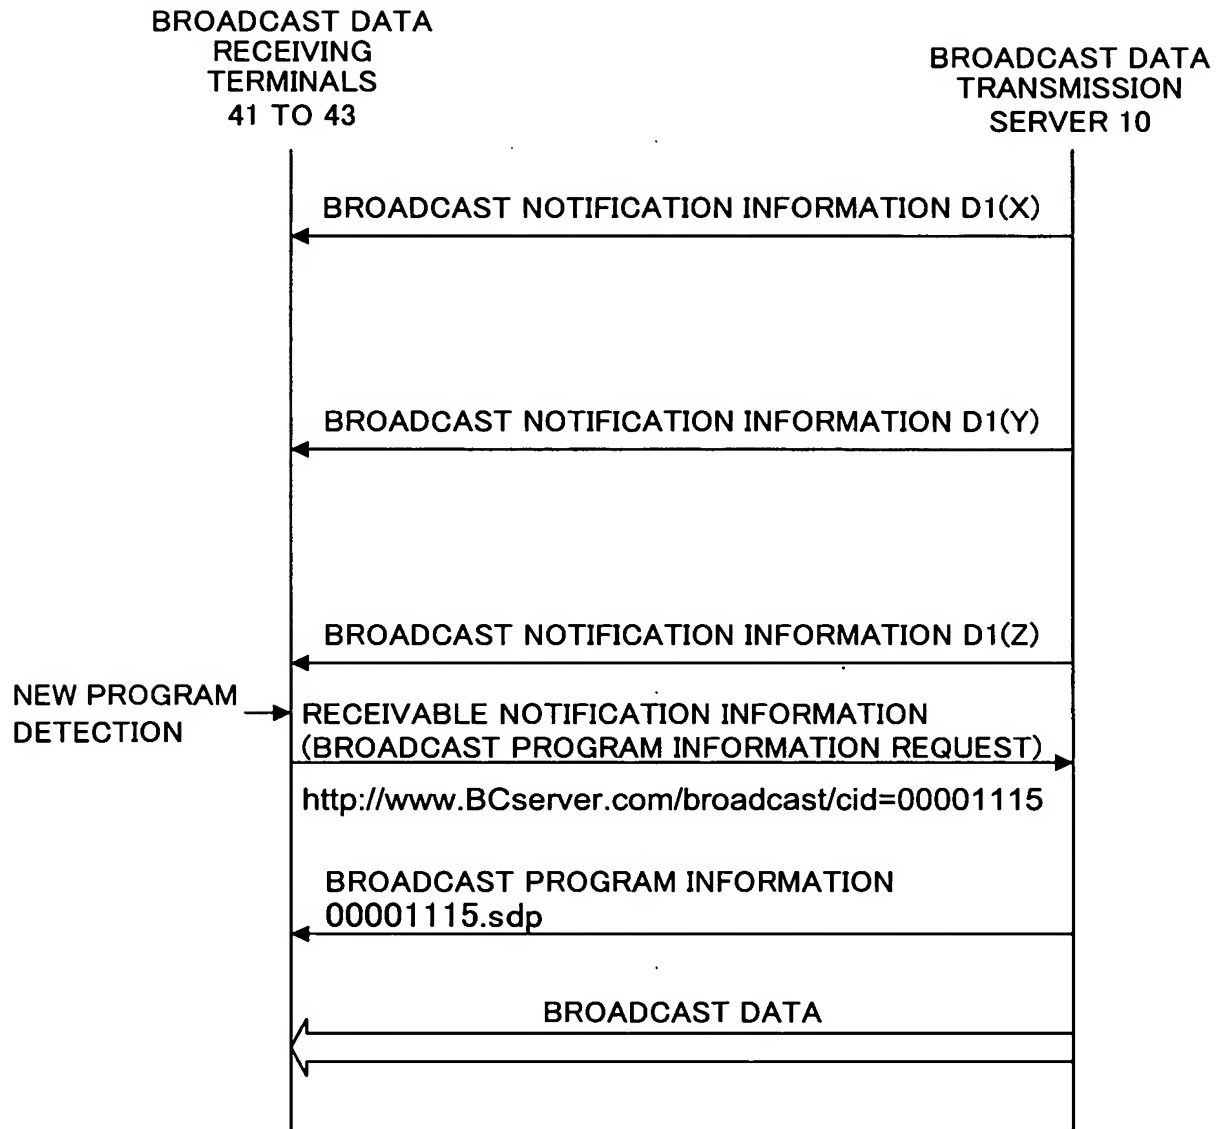 BROADCAST DATA
RECEIVING
TERMINALS
41 TO 43
BROADCAST DATA
TRANSMISSION
SERVER 10
BROADCAST NOTIFICATION INFORMATION D1(X)
BROADCAST NOTIFICATION INFORMATION D1(Y)
BROADCAST NOTIFICATION INFORMATION D1(Z)
NEW PROGRAM
DETECTION
RECEIVABLE NOTIFICATION INFORMATION
(BROADCAST PROGRAM INFORMATION REQUEST)
http://www.BCserver.com/broadcast/cid=00001115
BROADCAST PROGRAM INFORMATION
00001115.sdp
BROADCAST DATA